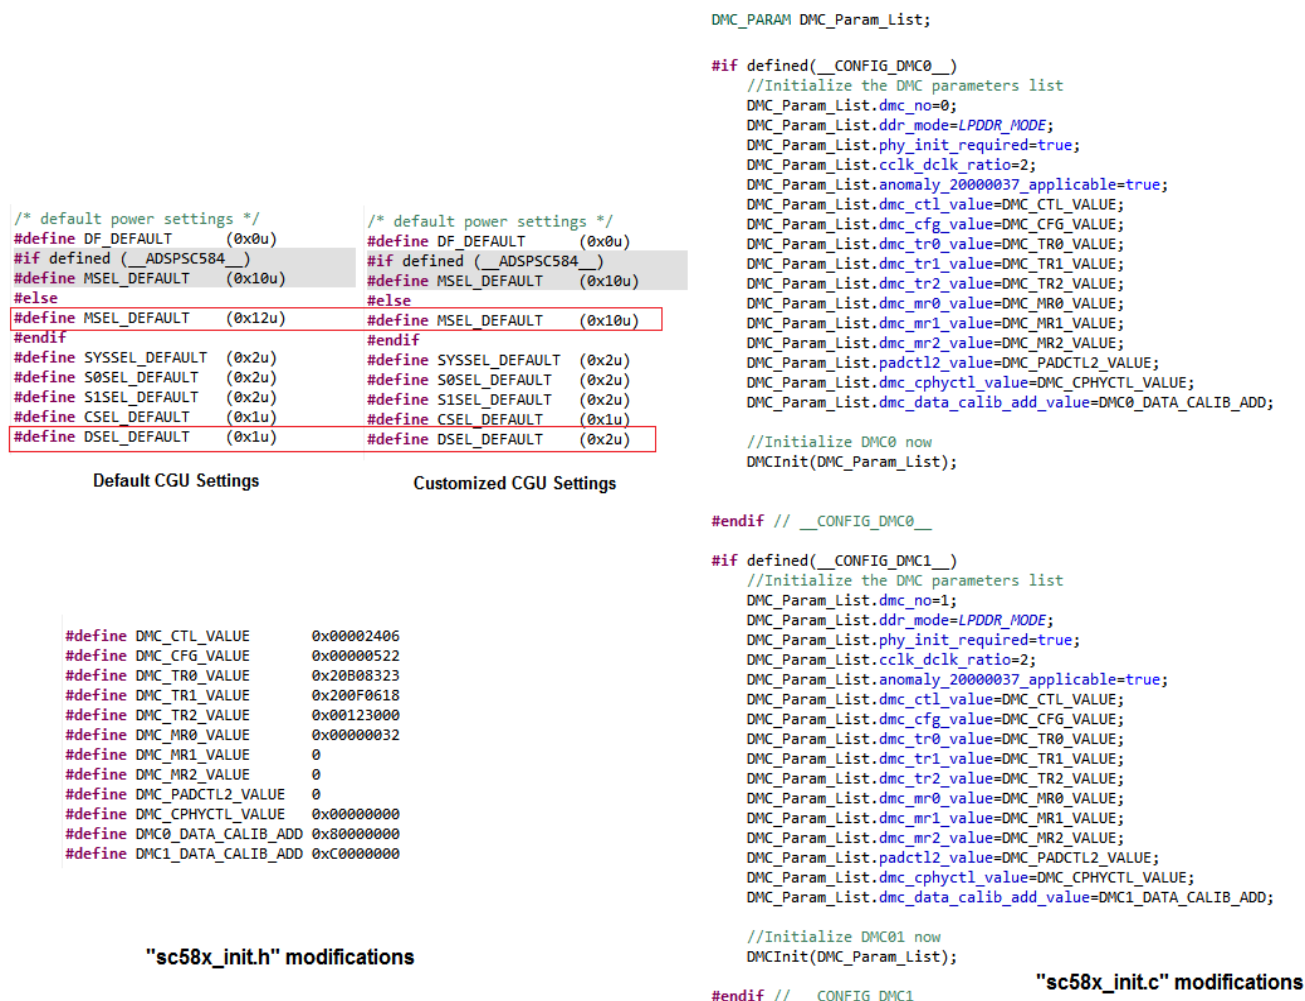 /* default power settings */
#define DF_DEFAULT (0x0u)
#if defined (__ADSPSC584__)
#define MSEL_DEFAULT (0x10u)
#else
#define MSEL_DEFAULT (0x12u)
#endif
#define SYSSEL_DEFAULT (0x2u)
#define S0SEL_DEFAULT (0x2u)
#define S1SEL_DEFAULT (0x2u)
#define CSEL_DEFAULT (0x1u)
#define DSEL_DEFAULT (0x1u)
Default CGU Settings
/* default power settings */
#define DF_DEFAULT (0x0u)
#if defined (__ADSPSC584__)
#define MSEL_DEFAULT (0x10u)
#else
#define MSEL_DEFAULT (0x10u)
#endif
#define SYSSEL_DEFAULT (0x2u)
#define S0SEL_DEFAULT (0x2u)
#define S1SEL_DEFAULT (0x2u)
#define CSEL_DEFAULT (0x1u)
#define DSEL_DEFAULT (0x2u)
Customized CGU Settings
#define DMC_CTL_VALUE 0x00002406
#define DMC_CFG_VALUE 0x00000522
#define DMC_TR0_VALUE 0x20B08323
#define DMC_TR1_VALUE 0x200F0618
#define DMC_TR2_VALUE 0x00123000
#define DMC_MR0_VALUE 0x00000032
#define DMC_MR1_VALUE 0
#define DMC_MR2_VALUE 0
#define DMC_PADCTL2_VALUE 0
#define DMC_CPHYCTL_VALUE 0x00000000
#define DMC0_DATA_CALIB_ADD 0x80000000
#define DMC1_DATA_CALIB_ADD 0xC0000000
"sc58x_init.h" modifications
DMC_PARAM DMC_Param_List;
#if defined(__CONFIG_DMC0__)
//Initialize the DMC parameters list
DMC_Param_List.dmc_no=0;
DMC_Param_List.ddr_mode=LPDDR_MODE;
DMC_Param_List.phy_init_required=true;
DMC_Param_List.cclk_dclk_ratio=2;
DMC_Param_List.anomaly_20000037_applicable=true;
DMC_Param_List.dmc_ctl_value=DMC_CTL_VALUE;
DMC_Param_List.dmc_cfg_value=DMC_CFG_VALUE;
DMC_Param_List.dmc_tr0_value=DMC_TR0_VALUE;
DMC_Param_List.dmc_tr1_value=DMC_TR1_VALUE;
DMC_Param_List.dmc_tr2_value=DMC_TR2_VALUE;
DMC_Param_List.dmc_mr0_value=DMC_MR0_VALUE;
DMC_Param_List.dmc_mr1_value=DMC_MR1_VALUE;
DMC_Param_List.dmc_mr2_value=DMC_MR2_VALUE;
DMC_Param_List.padctl2_value=DMC_PADCTL2_VALUE;
DMC_Param_List.dmc_cphyctl_value=DMC_CPHYCTL_VALUE;
DMC_Param_List.dmc_data_calib_add_value=DMC0_DATA_CALIB_ADD;
//Initialize DMC0 now
DMCInit(DMC_Param_List);
#endif // __CONFIG_DMC0__
#if defined(__CONFIG_DMC1__)
//Initialize the DMC parameters list
DMC_Param_List.dmc_no=1;
DMC_Param_List.ddr_mode=LPDDR_MODE;
DMC_Param_List.phy_init_required=true;
DMC_Param_List.cclk_dclk_ratio=2;
DMC_Param_List.anomaly_20000037_applicable=true;
DMC_Param_List.dmc_ctl_value=DMC_CTL_VALUE;
DMC_Param_List.dmc_cfg_value=DMC_CFG_VALUE;
DMC_Param_List.dmc_tr0_value=DMC_TR0_VALUE;
DMC_Param_List.dmc_tr1_value=DMC_TR1_VALUE;
DMC_Param_List.dmc_tr2_value=DMC_TR2_VALUE;
DMC_Param_List.dmc_mr0_value=DMC_MR0_VALUE;
DMC_Param_List.dmc_mr1_value=DMC_MR1_VALUE;
DMC_Param_List.dmc_mr2_value=DMC_MR2_VALUE;
DMC_Param_List.padctl2_value=DMC_PADCTL2_VALUE;
DMC_Param_List.dmc_cphyctl_value=DMC_CPHYCTL_VALUE;
DMC_Param_List.dmc_data_calib_add_value=DMC1_DATA_CALIB_ADD;
//Initialize DMC01 now
DMCInit(DMC_Param_List);
#endif // CONFIG_DMC1
"sc58x_init.c" modifications